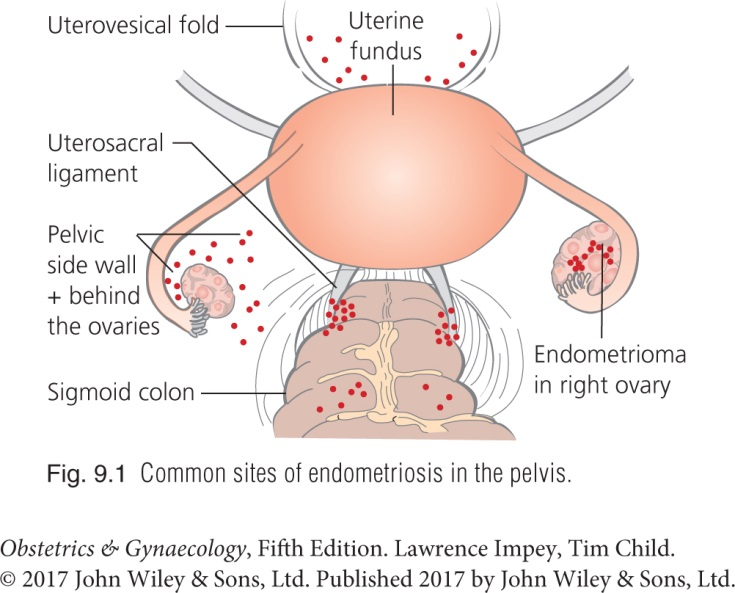 Uterovesical fold
Uterine
fundus
Uterosacral
ligament
Pelvic
side wall
+ behind
the ovaries
Endometrioma
in right ovary
Sigmoid colon
Fig. 9.1 Common sites of endometriosis in the pelvis.
Obstetrics & Gynaecology, Fifth Edition. Lawrence Impey, Tim Child.
© 2017 John Wiley & Sons, Ltd. Published 2017 by John Wiley & Sons, Ltd.